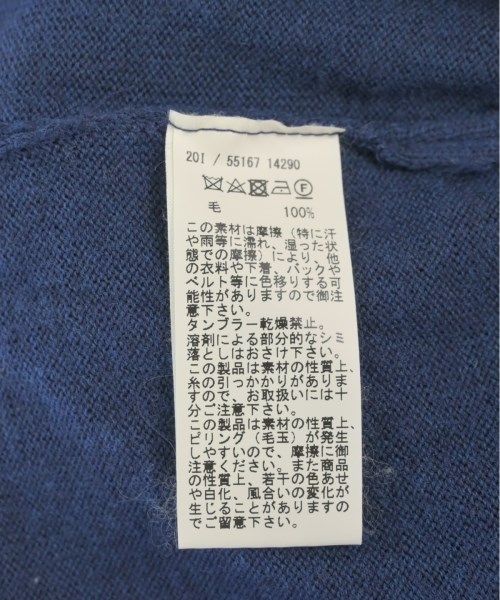 201 / 55167 14290
毛 100%
この素材は摩擦（特に汗
や雨等に濡れ、湿った状
態での摩擦）により、他
の衣料や下着、バックや
ベルト等に色移りする可
能性がありますので御注
意下さい。
タンブラー乾燥禁止。
溶剤による部分的なシミ
落としはおさけ下さい。
この製品は素材の性質上、
糸の引っかかりがありま
すので、お取扱いには十
分ご注意下さい。
この製品は素材の性質上、
ピリング（毛玉）が発生
しやすいので、摩擦に御
注意ください。また商品
の性質上、若干の色あせ
や白化、風合いの変化が
生じることがありますの
でご留意下さい。